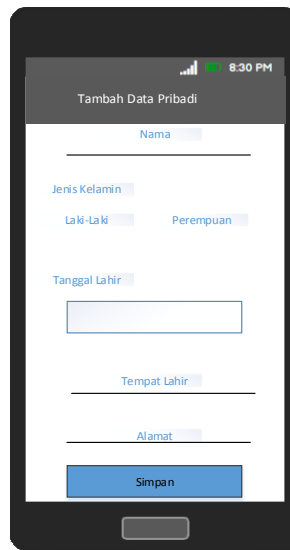 8:30 PM
Tambah Data Pribadi
Nama
Jenis Kelamin
Laki-Laki Perempuan
Tanggal Lahir
Tempat Lahir
Alamat
Simpan